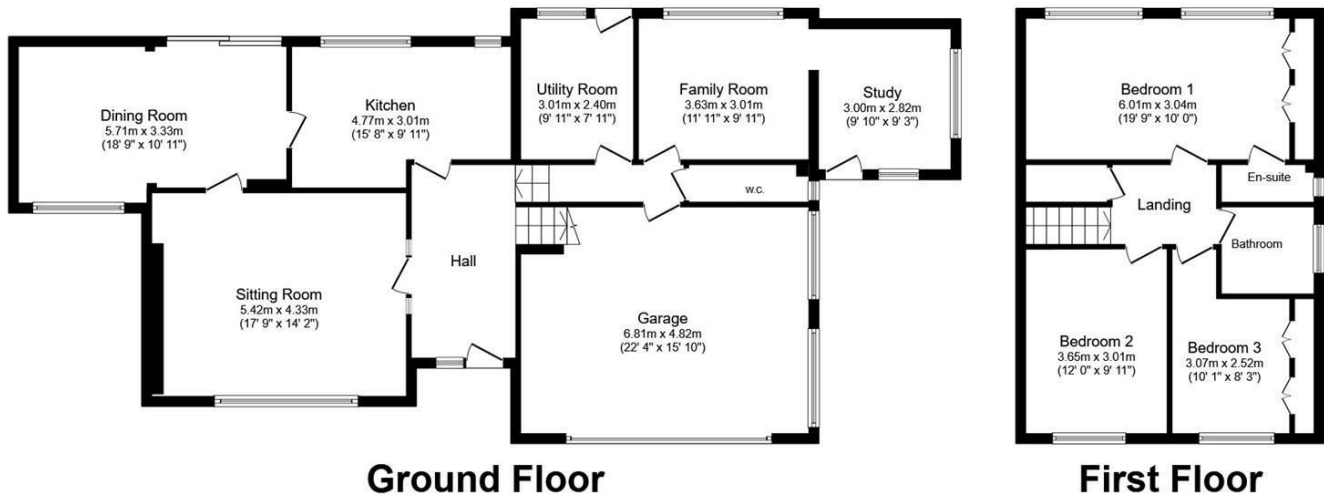 Dining Room
5.71m x 3.33m
(18' 9" x 10' 11")
Kitchen
4.77m x 3.01m
(15' 8" x 9' 11")
Utility Room
3.01m x 2.40m
(9' 11" x 7' 11")
Family Room
3.63m x 3.01m
(11' 11" x 9' 11")
Study
3.00m x 2.82m
(9' 10" x 9' 3")
w.c.
Hall
Sitting Room
5.42m x 4.33m
(17' 9" x 14' 2")
Garage
6.81m x 4.82m
(22' 4" x 15' 10")
Ground Floor
Bedroom 1
6.01m x 3.04m
(19' 9" x 10' 0")
En-suite
Landing
Bathroom
Bedroom 2
3.65m x 3.01m
(12' 0" x 9' 11")
Bedroom 3
3.07m x 2.52m
(10' 1" x 8' 3")
First Floor